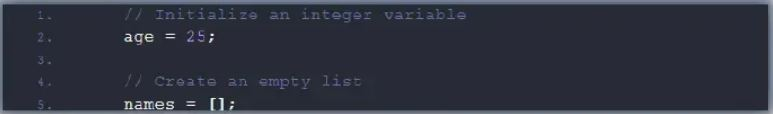 1. // Initialize an integer variable
2. age = 25;
3.
4. // Create an empty list
5. names = [];